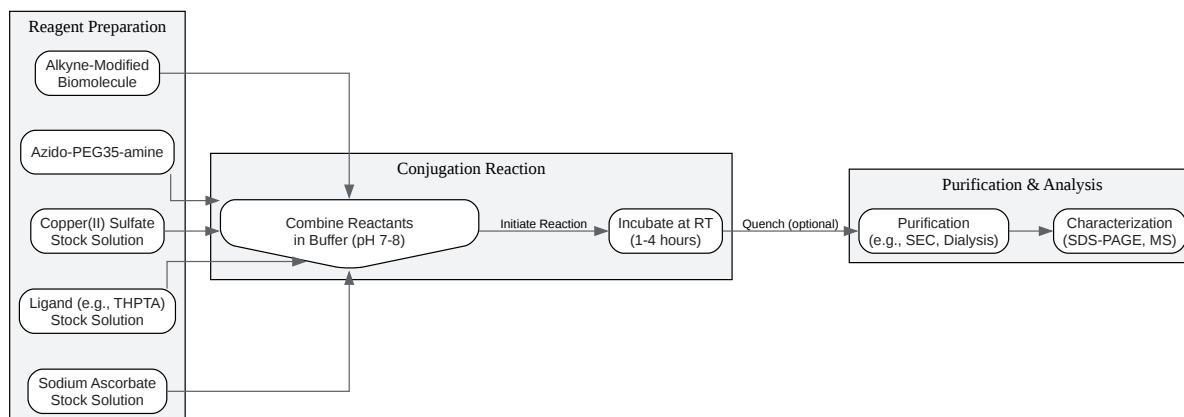 Reagent Preparation
Alkyne-Modified
Biomolecule
Azido-PEG35-amine
Copper(II) Sulfate
Stock Solution
Ligand (e.g., THPTA)
Stock Solution
Sodium Ascorbate
Stock Solution
Conjugation Reaction
Combine Reactants
in Buffer (pH 7-8)
Initiate Reaction
Incubate at RT
(1-4 hours)
Quench (optional)
Purification & Analysis
Purification
(e.g., SEC, Dialysis)
Characterization
(SDS-PAGE, MS)